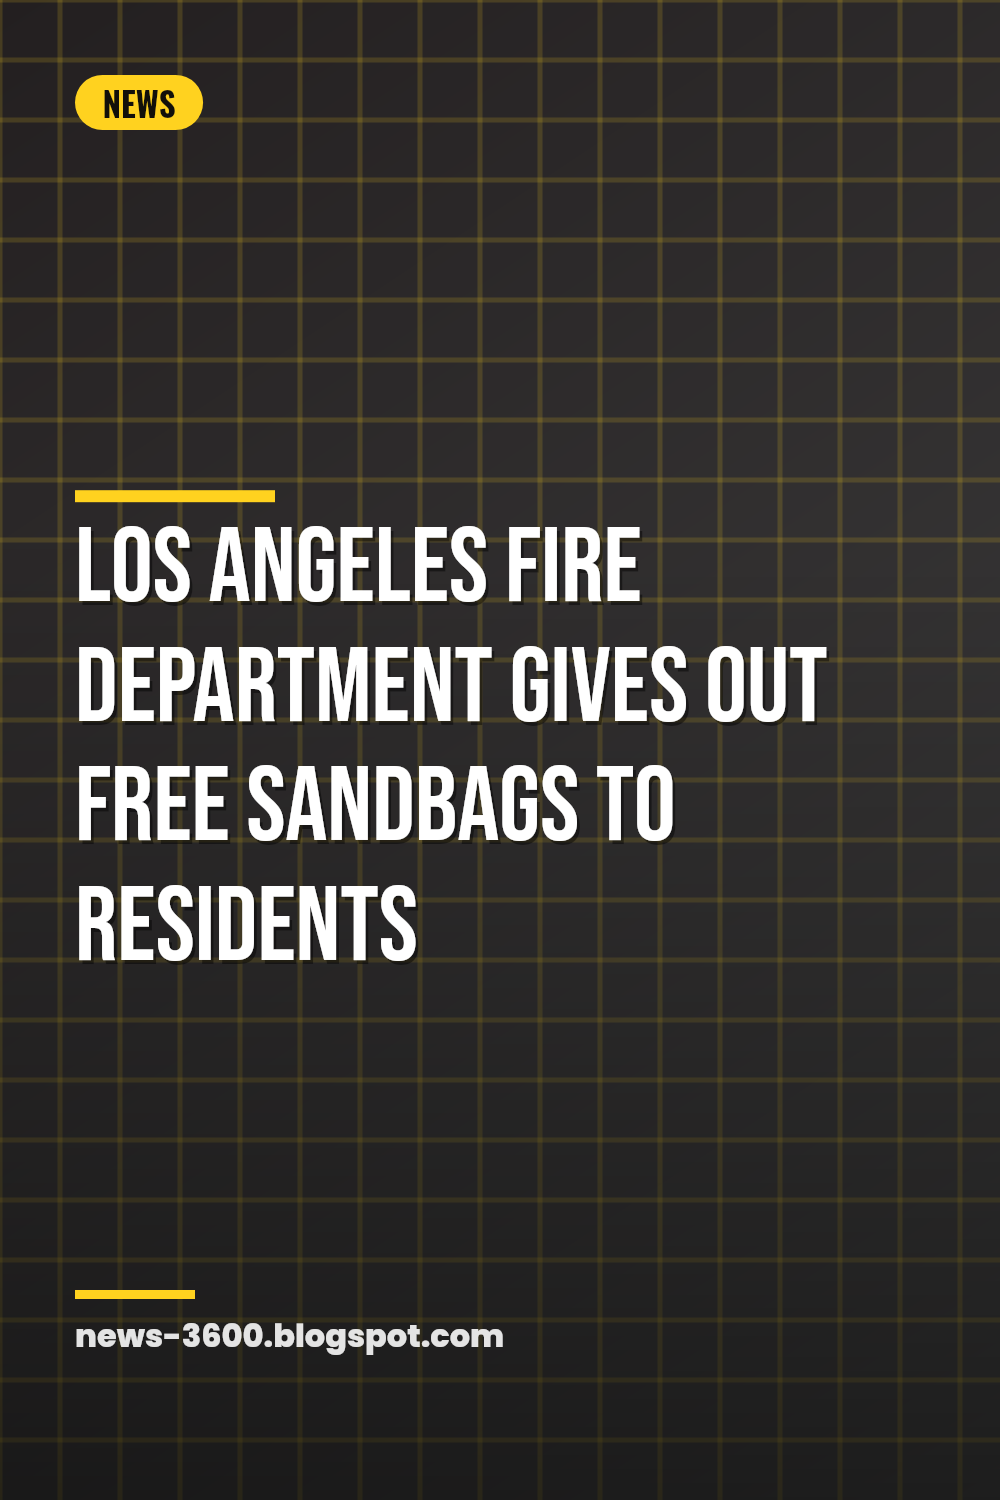 NEWS
LOS ANGELES FIRE
DEPARTMENT GIVES OUT
FREE SANDBAGS TO
RESIDENTS
news-3600.blogspot.com